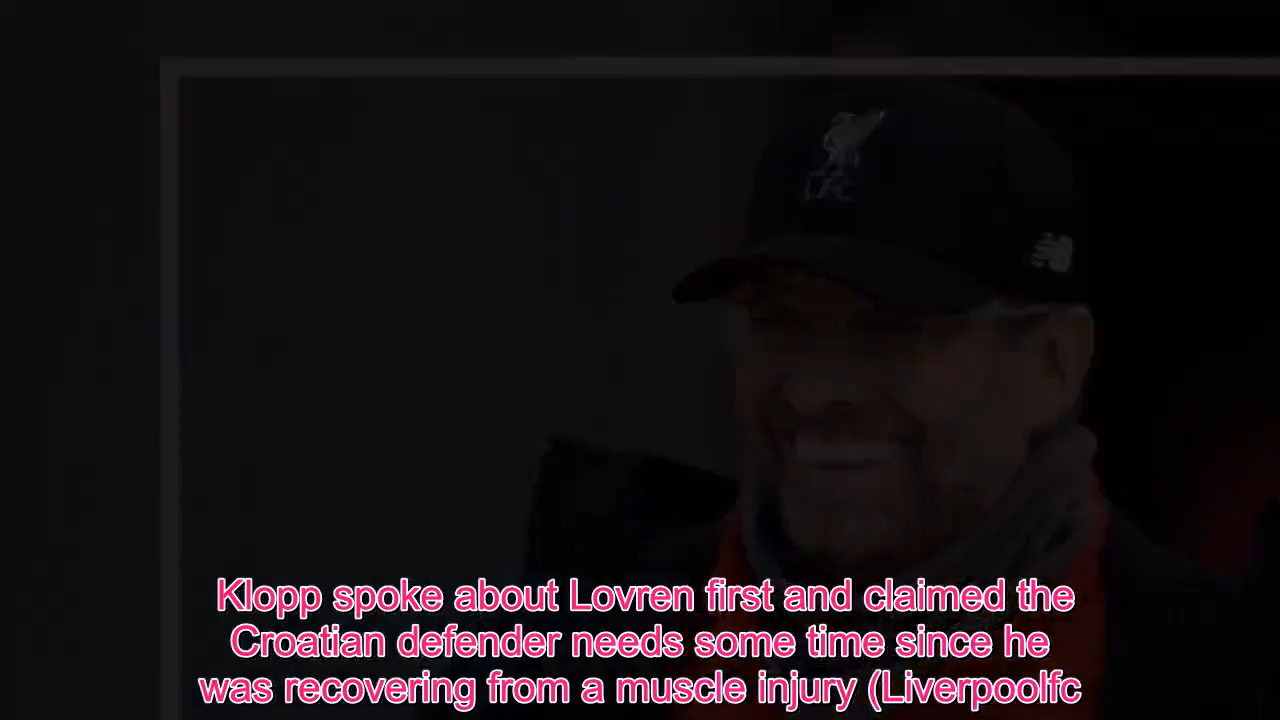 LFC
Klopp spoke about Lovren first and claimed the
Croatian defender needs some time since he
was recovering from a muscle injury (Liverpoolfc